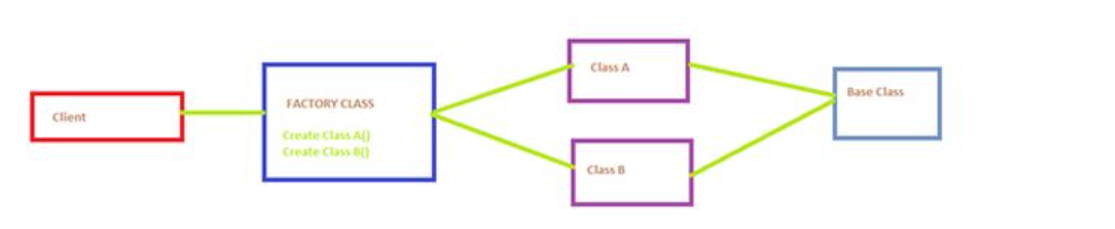 Client
FACTORY CLASS
Create Class A()
Create Class B()
Class A
Class B
Base Class